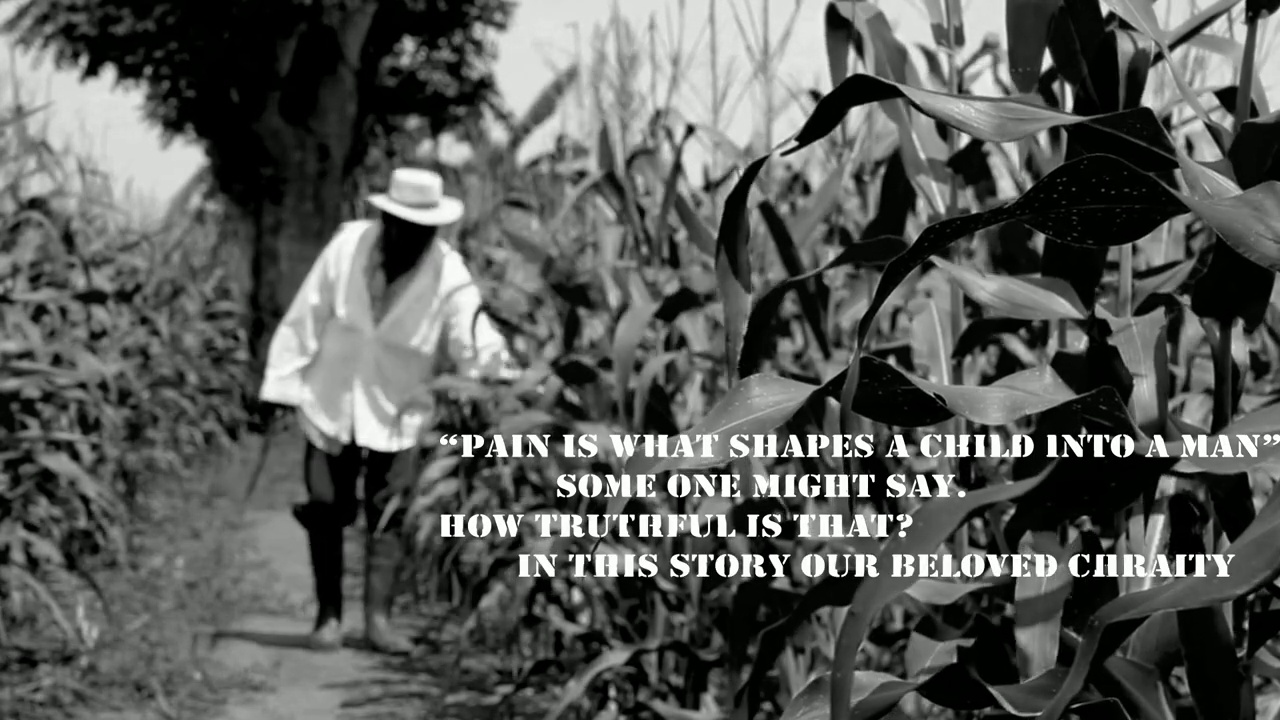 “PAIN IS WHAT SHAPES A CHILD INTO A MAN”
SOME ONE MIGHT SAY.
HOW TRUTHFUL IS THAT?
IN THIS STORY OUR BELOVED CHRAITY